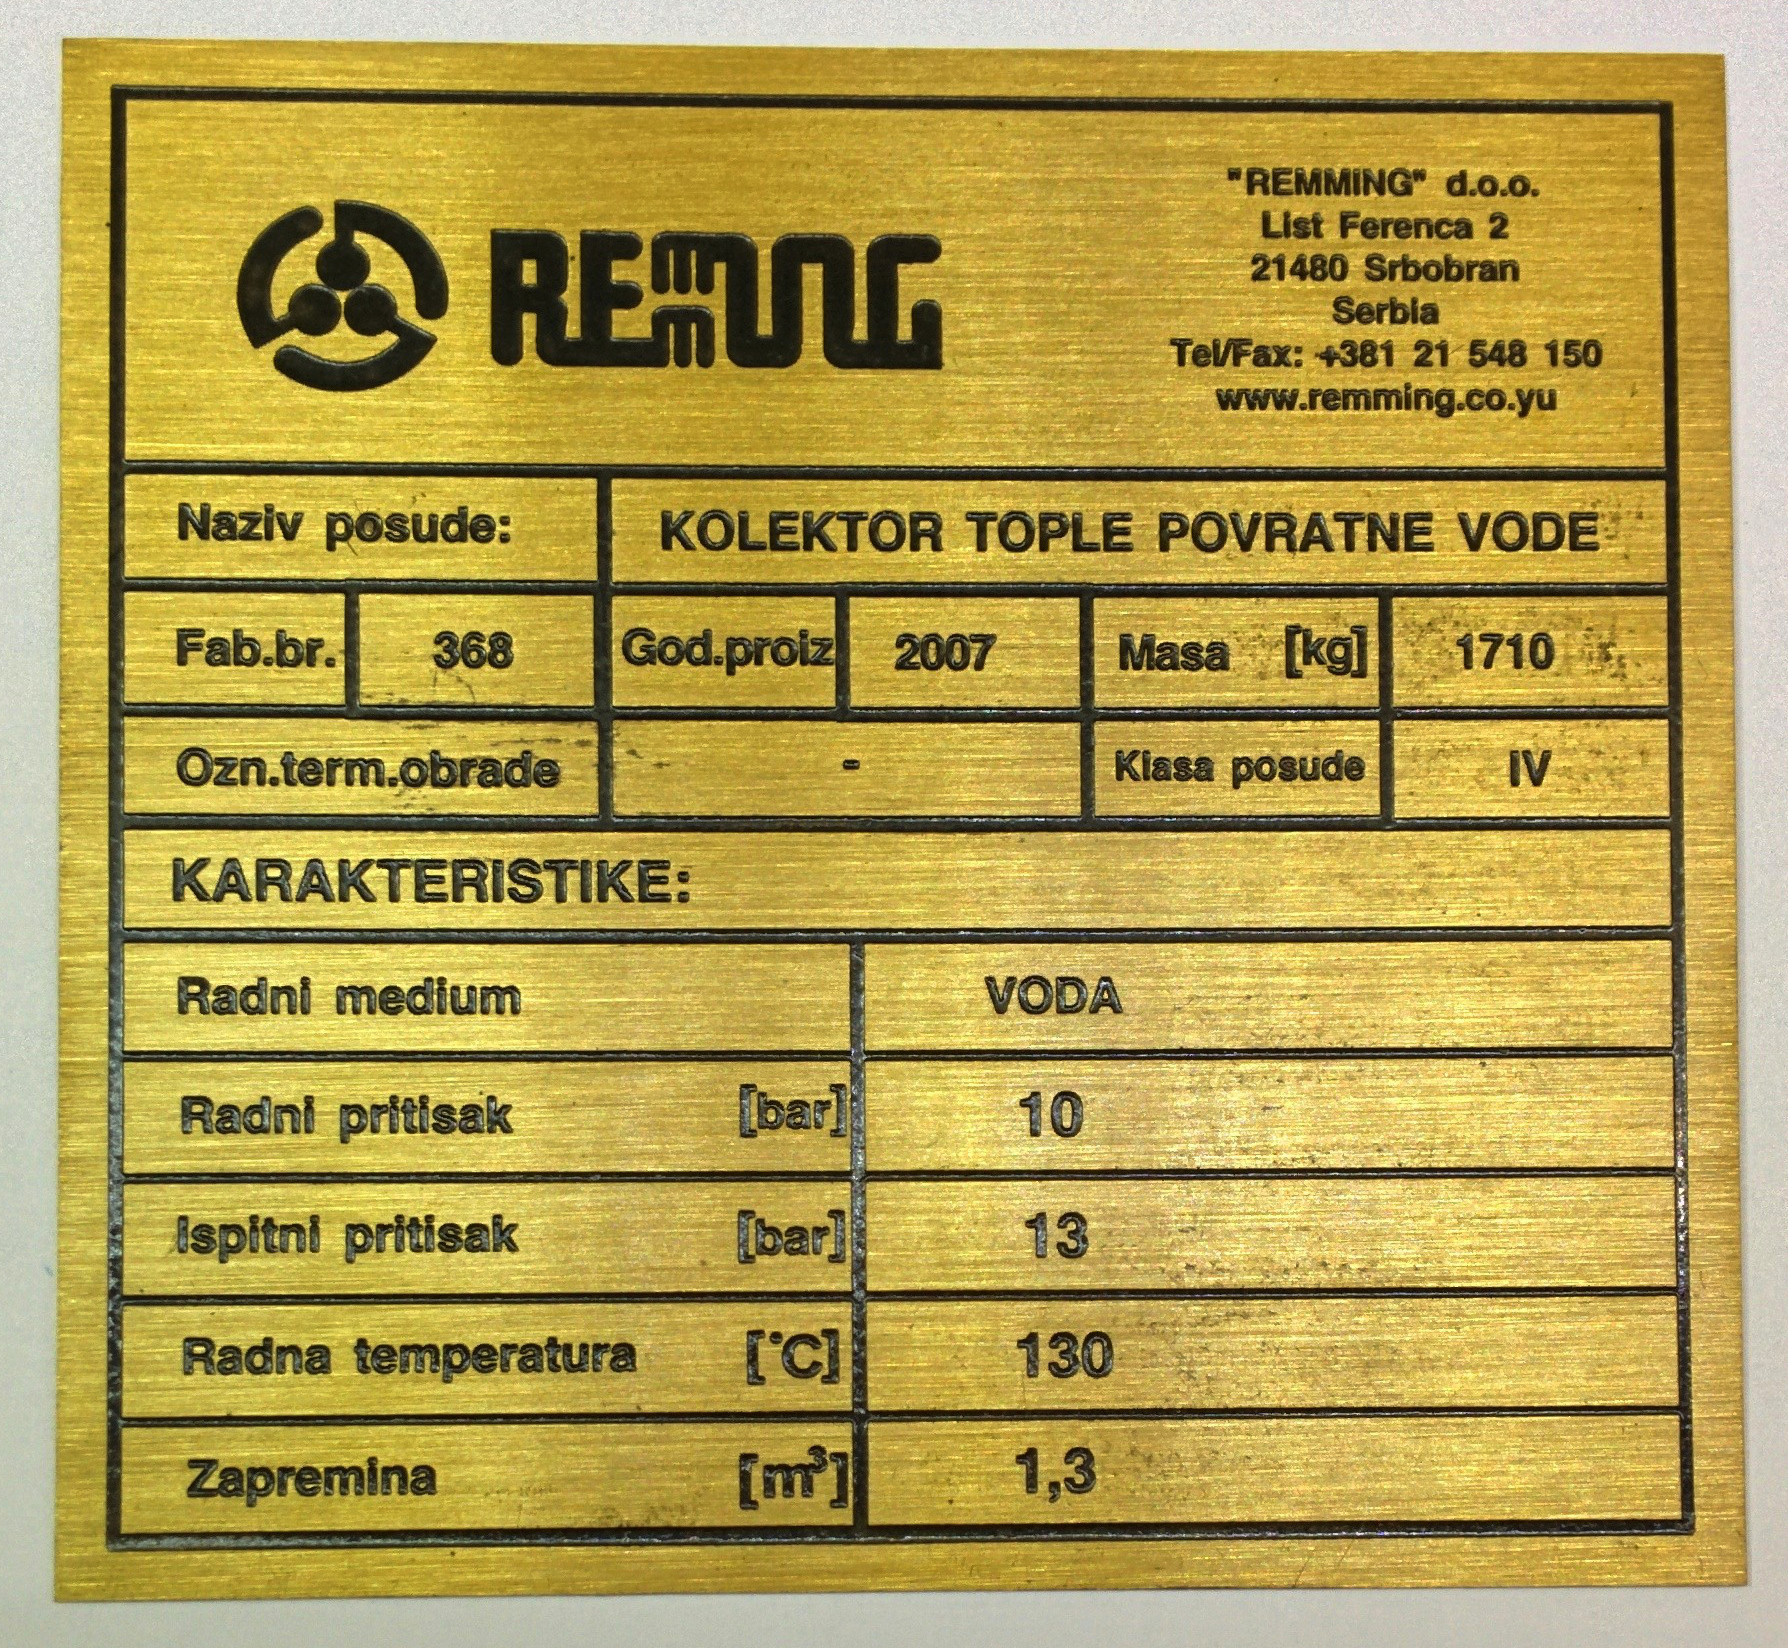 REMMING
"REMMING" d.o.o.
List Ferenca 2
21480 Srbobran
Serbia
Tel/Fax: +381 21 548 150
www.remming.co.yu
Naziv posude: KOLEKTOR TOPLE POVRATNE VODE
Fab.br. 368 God.proiz 2007 Masa [kg] 1710
Ozn.term.obrade - Klasa posude IV
KARAKTERISTIKE:
Radni medium VODA
Radni pritisak [bar] 10
Ispitni pritisak [bar] 13
Radna temperatura [°C] 130
Zapremina [m³] 1,3